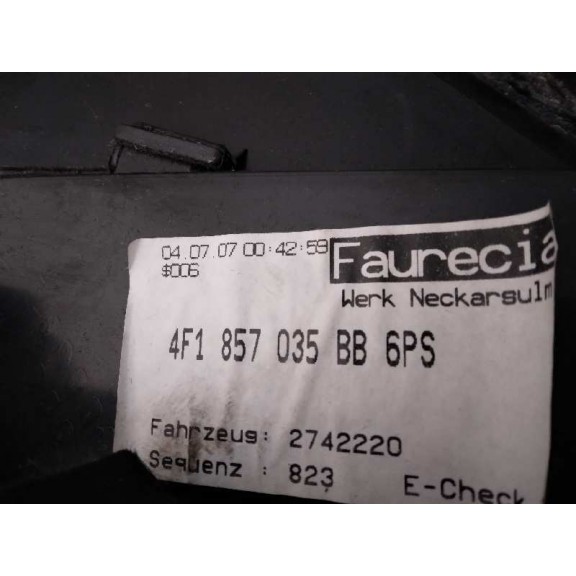 04.07.07 00:42:59
$006
Faurecia
Werk Neckarsulm
4F1 857 035 BB 6PS
Fahrzeug: 2742220
Sequenz : 823
E-Check